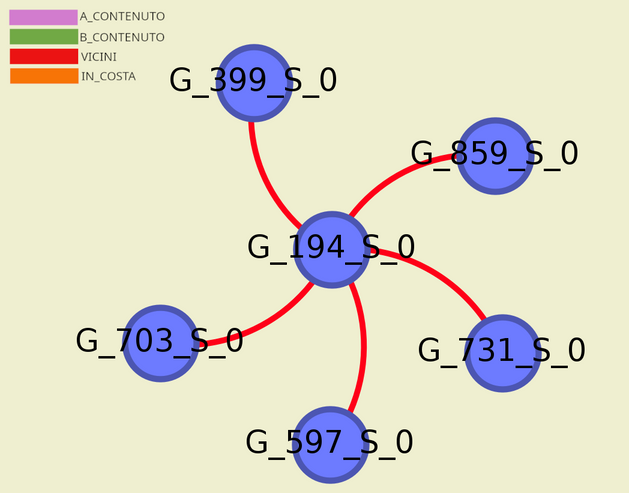 A_CONTENUTO
B_CONTENUTO
VICINI
IN_COSTA
G_399_S_0
G_859_S_0
G_194_S_0
G_703_S_0
G_731_S_0
G_597_S_0